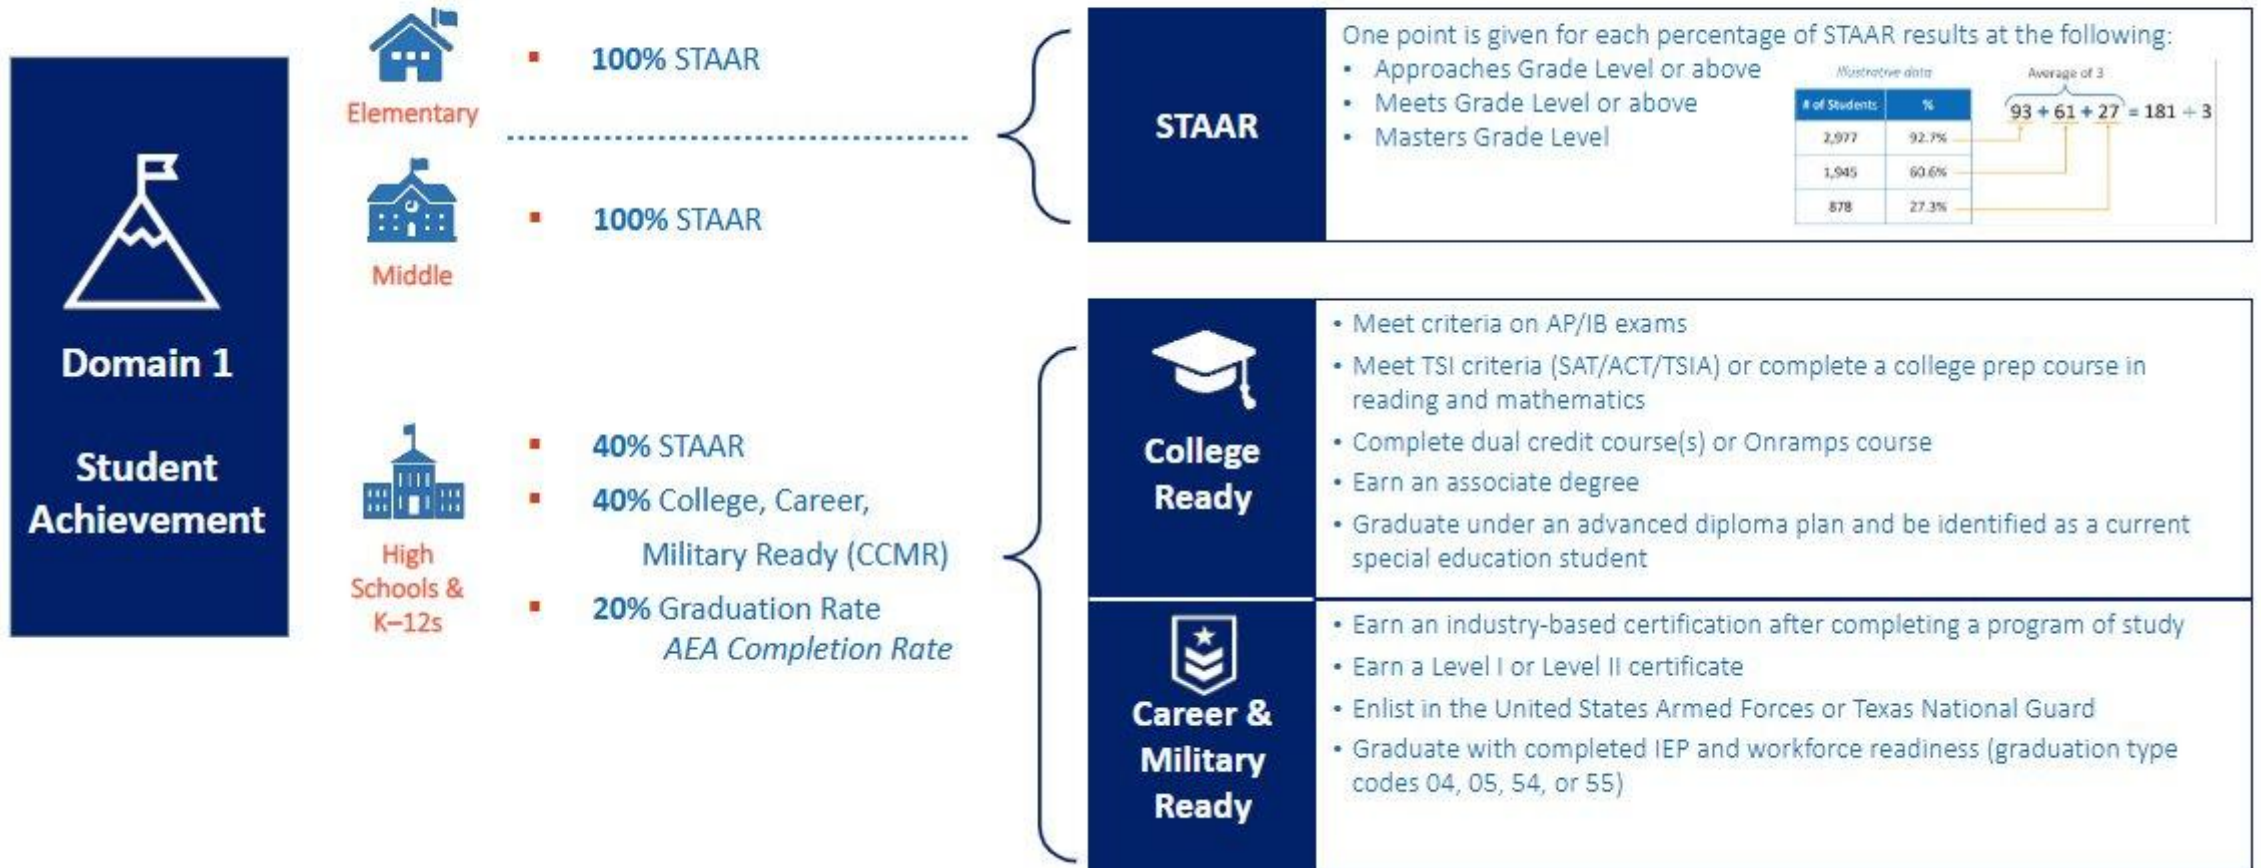 Domain 1
Student
Achievement
Elementary
▪ 100% STAAR
Middle
▪ 100% STAAR
High
Schools &
K–12s
▪ 40% STAAR
▪ 40% College, Career,
Military Ready (CCMR)
▪ 20% Graduation Rate
AEA Completion Rate
STAAR
One point is given for each percentage of STAAR results at the following:
• Approaches Grade Level or above
• Meets Grade Level or above
• Masters Grade Level
Illustrative data
# of Students %
2,977 92.7%
1,945 60.6%
878 27.3%
Average of 3
93 + 61 + 27 = 181 ÷ 3
College
Ready
• Meet criteria on AP/IB exams
• Meet TSI criteria (SAT/ACT/TSIA) or complete a college prep course in
reading and mathematics
• Complete dual credit course(s) or Onramps course
• Earn an associate degree
• Graduate under an advanced diploma plan and be identified as a current
special education student
Career &
Military
Ready
• Earn an industry-based certification after completing a program of study
• Earn a Level I or Level II certificate
• Enlist in the United States Armed Forces or Texas National Guard
• Graduate with completed IEP and workforce readiness (graduation type
codes 04, 05, 54, or 55)